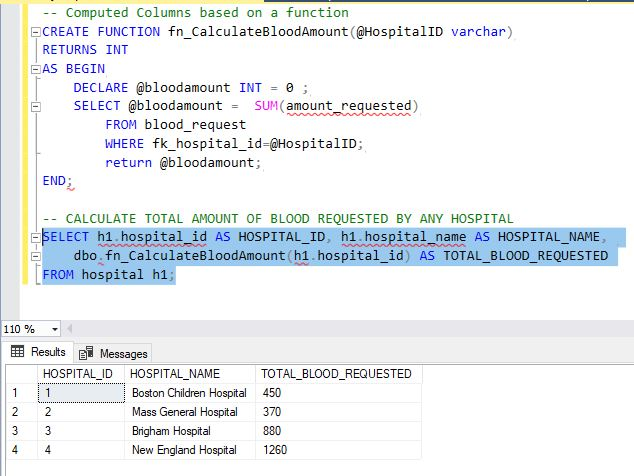 -- Computed Columns based on a function
CREATE FUNCTION fn_CalculateBloodAmount(@HospitalID varchar)
RETURNS INT
AS BEGIN
DECLARE @bloodamount INT = 0 ;
SELECT @bloodamount =  SUM(amount_requested)
FROM blood_request
WHERE fk_hospital_id=@HospitalID;
return @bloodamount;
END;
-- CALCULATE TOTAL AMOUNT OF BLOOD REQUESTED BY ANY HOSPITAL
SELECT h1.hospital_id AS HOSPITAL_ID, h1.hospital_name AS HOSPITAL_NAME,
dbo.fn_CalculateBloodAmount(h1.hospital_id) AS TOTAL_BLOOD_REQUESTED
FROM hospital h1;
110 %
Results Messages
HOSPITAL_ID HOSPITAL_NAME TOTAL_BLOOD_REQUESTED
1 1 Boston Children Hospital 450
2 2 Mass General Hospital 370
3 3 Brigham Hospital 880
4 4 New England Hospital 1260